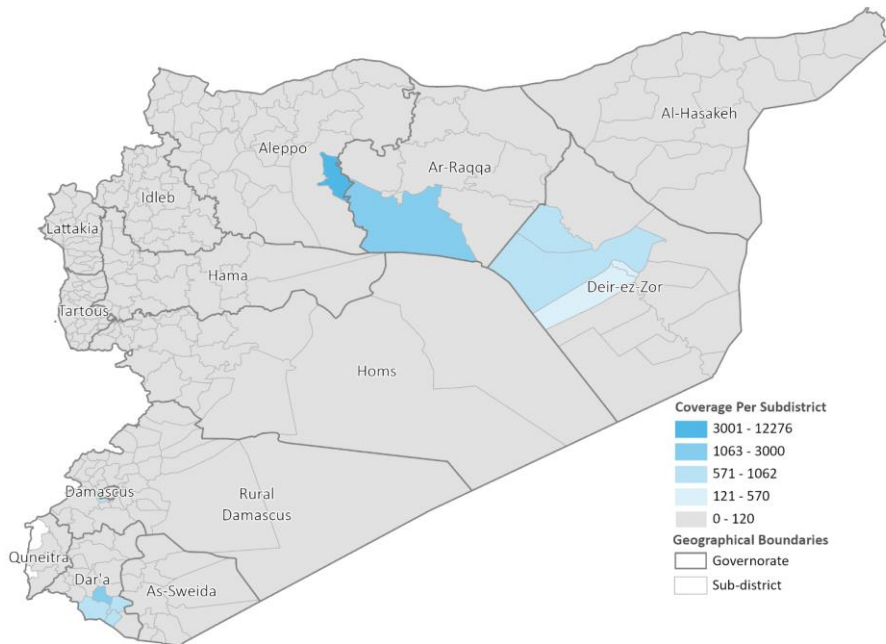 Al-Hasakeh
Aleppo
Ar-Raqqa
Idleb
Lattakia
Hama
Deir-ez-Zor
Tartous
Homs
Coverage Per Subdistrict
3001 - 12276
1063 - 3000
571 - 1062
121 - 570
0 - 120
Geographical Boundaries
Governorate
Sub-district
Damascus
Rural
Damascus
Quneitra
Dar'a
As-Sweida